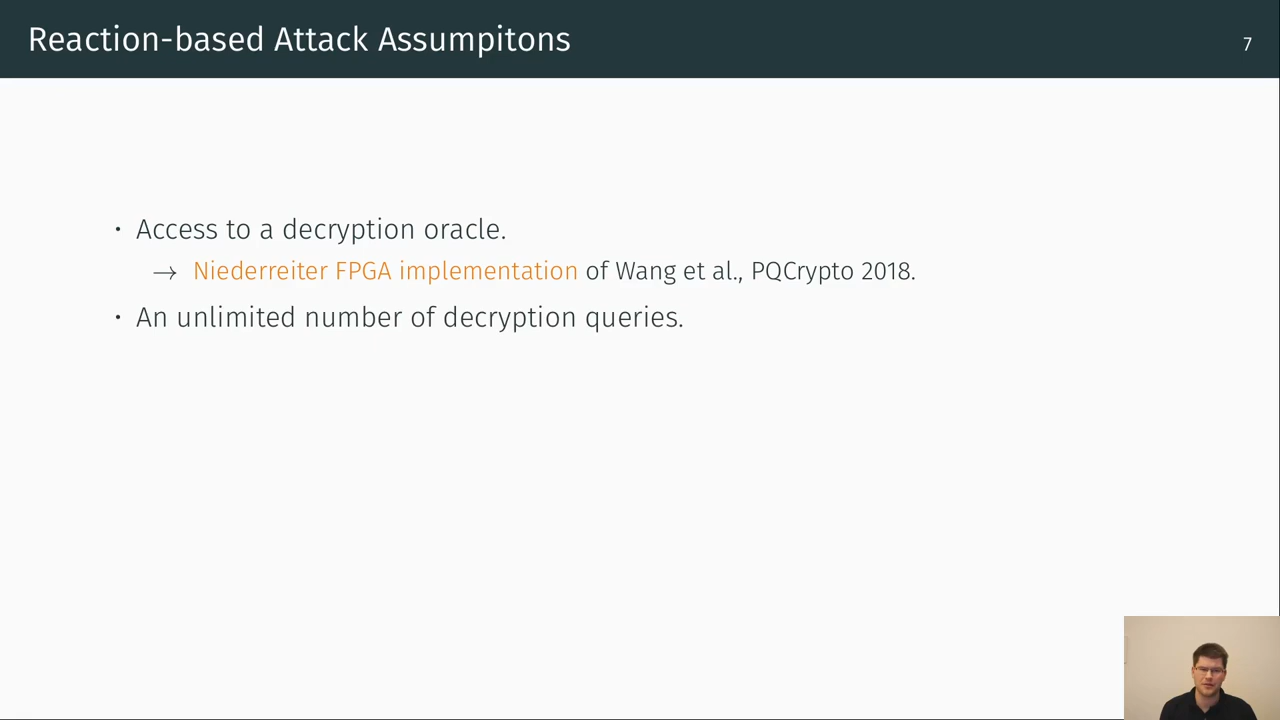 Reaction-based Attack Assumpitons
7
· Access to a decryption oracle.
→ Niederreiter FPGA implementation of Wang et al., PQCrypto 2018.
· An unlimited number of decryption queries.